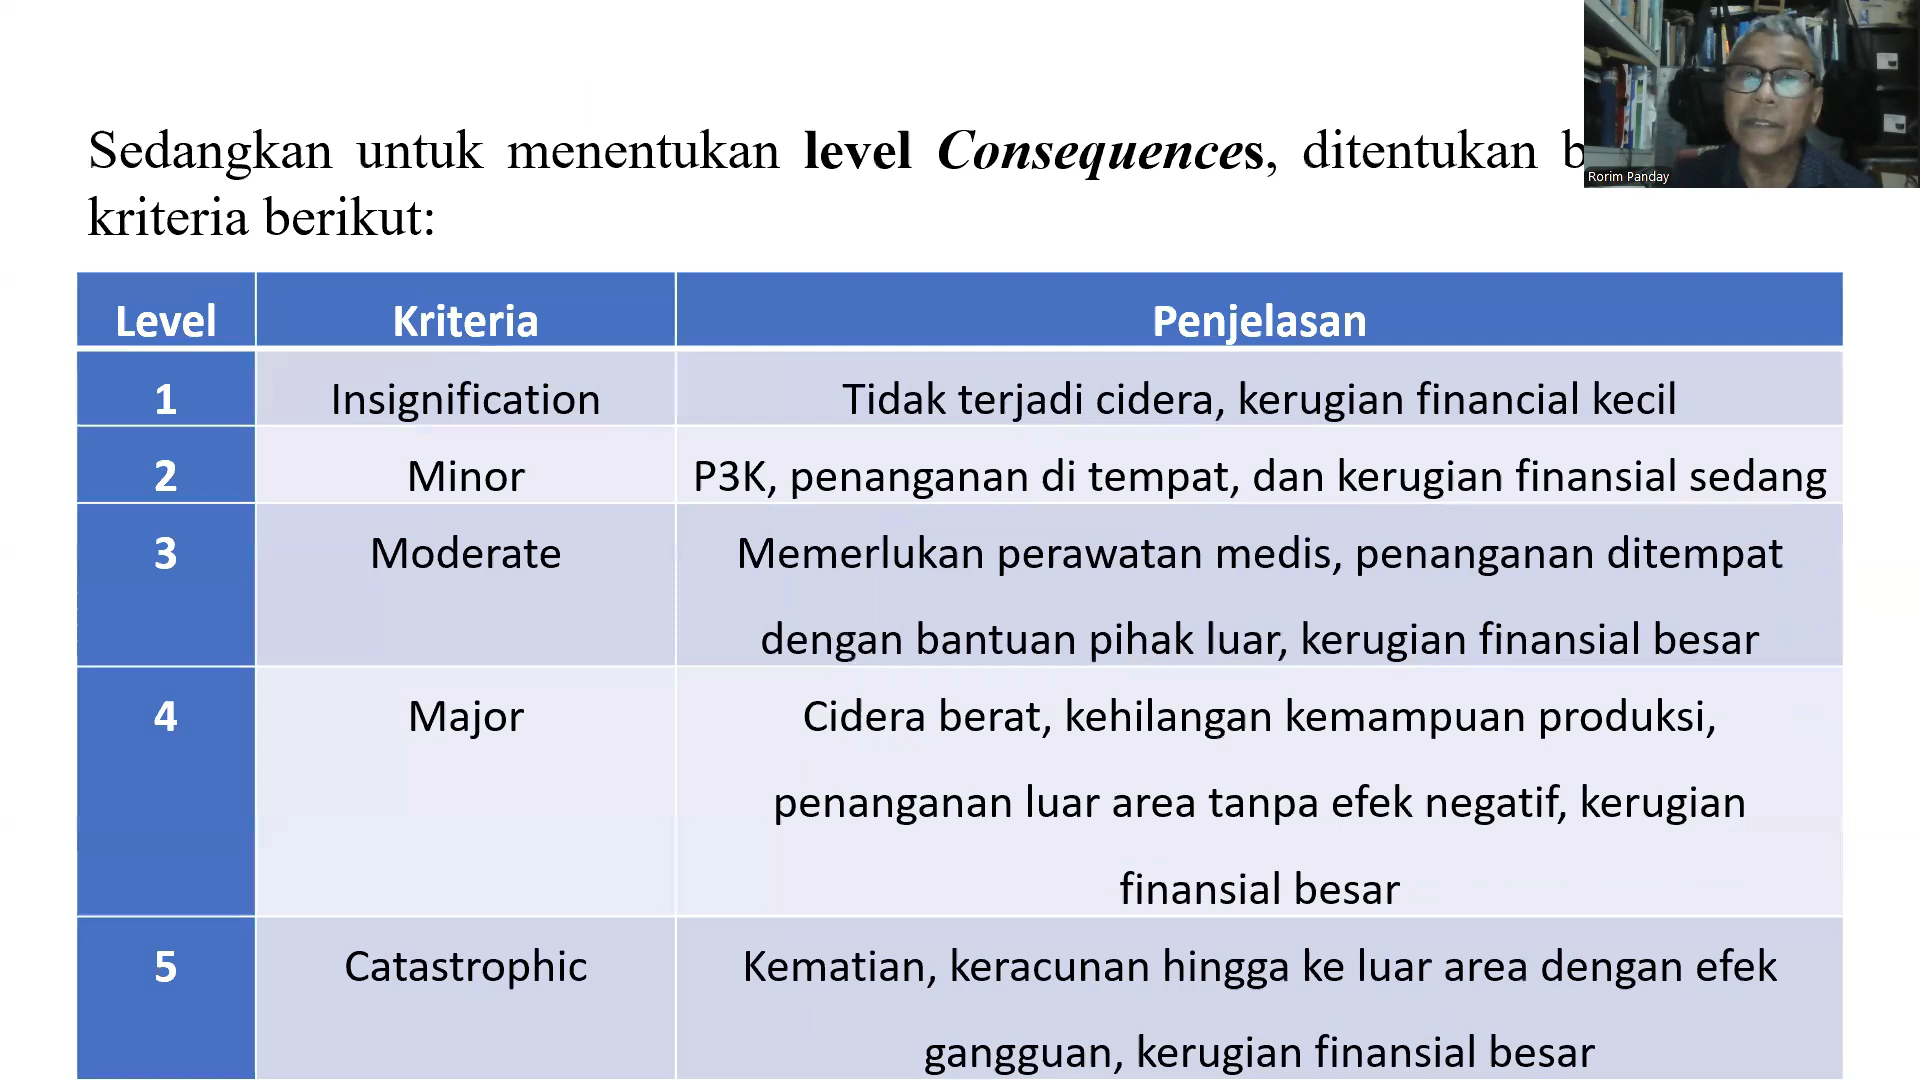 Sedangkan untuk menentukan level Consequences, ditentukan
kriteria berikut:
Rorim Panday
Level Kriteria Penjelasan
1 Insignification Tidak terjadi cidera, kerugian financial kecil
2 Minor P3K, penanganan di tempat, dan kerugian finansial sedang
3 Moderate Memerlukan perawatan medis, penanganan ditempat
dengan bantuan pihak luar, kerugian finansial besar
4 Major Cidera berat, kehilangan kemampuan produksi,
penanganan luar area tanpa efek negatif, kerugian
finansial besar
5 Catastrophic Kematian, keracunan hingga ke luar area dengan efek
gangguan, kerugian finansial besar